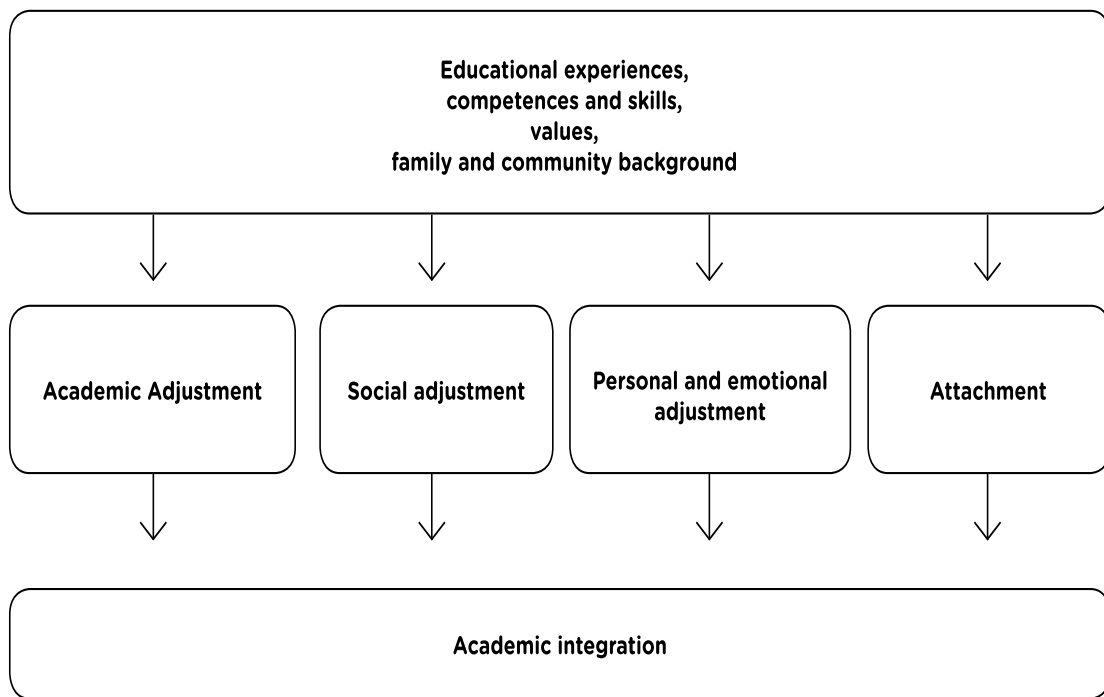 Educational experiences,
competences and skills,
values,
family and community background
Academic Adjustment
Social adjustment
Personal and emotional
adjustment
Attachment
Academic integration